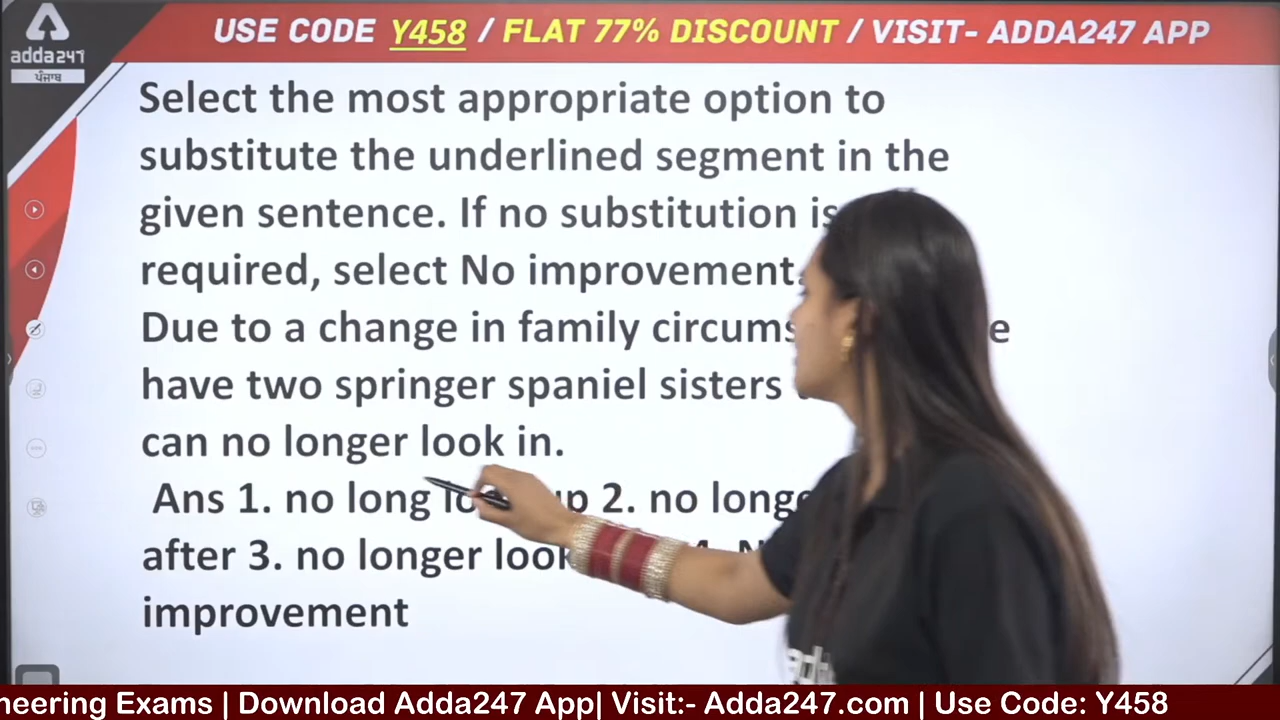 USE CODE Y458 / FLAT 77% DISCOUNT / VISIT- ADDA247 APP
adda247
ਪੰਜਾਬ
Select the most appropriate option to
substitute the underlined segment in the
given sentence. If no substitution is
required, select No improvement.
Due to a change in family
have two springer spaniel sisters
can no longer look in.
Ans 1. no long up 2. no
after 3. no longer
improvement
neering Exams | Download Adda247 App| Visit:- Adda247.com | Use Code: Y458